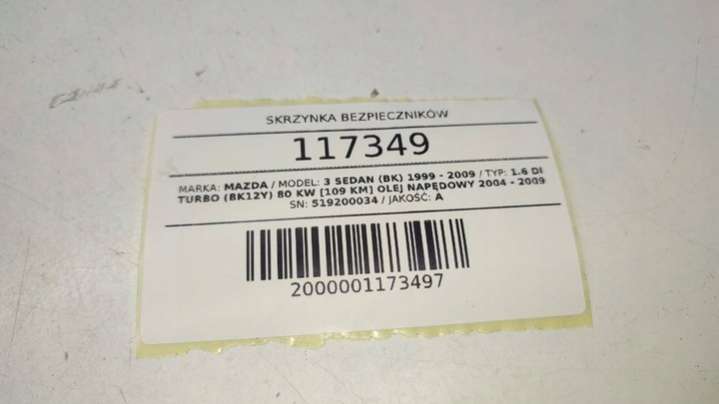 SKRZYNKA BEZPIECZNIKÓW
117349
MARKA: MAZDA / MODEL: 3 SEDAN (BK) 1999 - 2009 / TYP: 1.6 DI
TURBO (BK12Y) 80 KW [109 KM] OLEJ NAPĘDOWY 2004 - 2009
SN: 519200034 / JAKOŚĆ: A
2000001173497